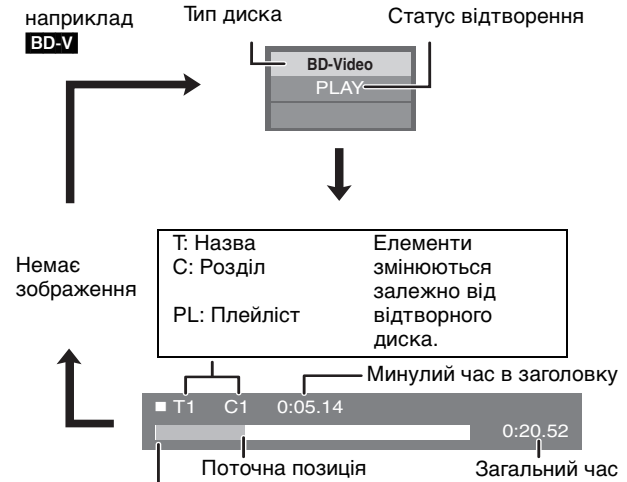 наприклад
BD-V
Тип диска
Статус відтворення
BD-Video
PLAY
Немає
зображення
T: Назва
C: Розділ
PL: Плейліст
Елементи
змінюються
залежно від
відтворного
диска.
Минулий час в заголовку
T1 C1 0:05.14
0:20.52
Поточна позиція
Загальний час